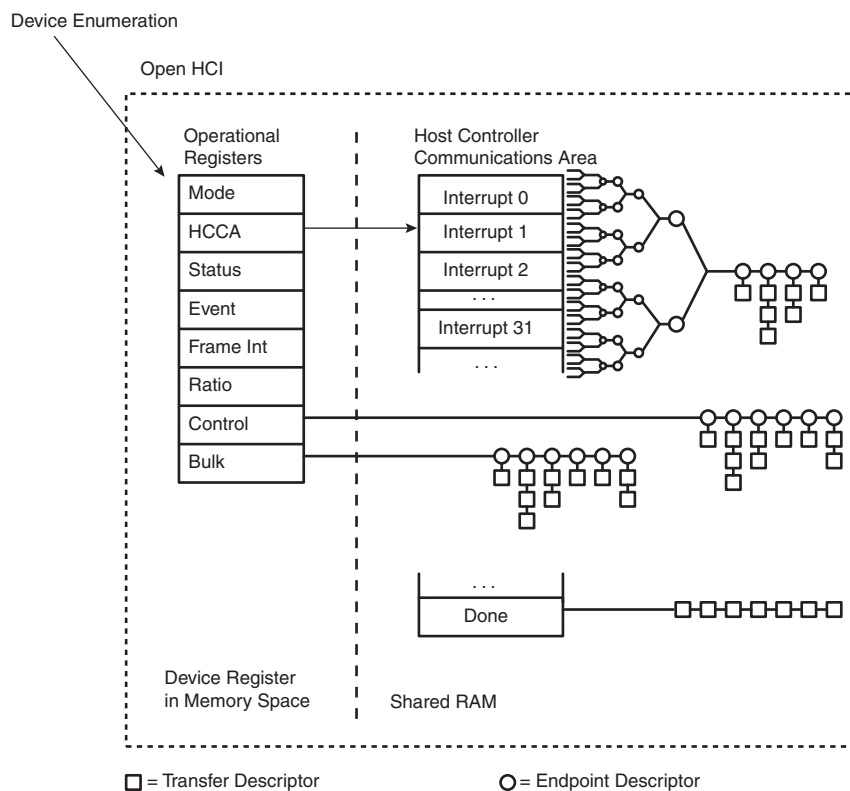 Device Enumeration
Open HCI
Operational
Registers
Mode
HCCA
Status
Event
Frame Int
Ratio
Control
Bulk
Host Controller
Communications Area
Interrupt 0
Interrupt 1
Interrupt 2
. . .
Interrupt 31
. . .
. . .
Done
Device Register
in Memory Space
Shared RAM
= Transfer Descriptor
= Endpoint Descriptor